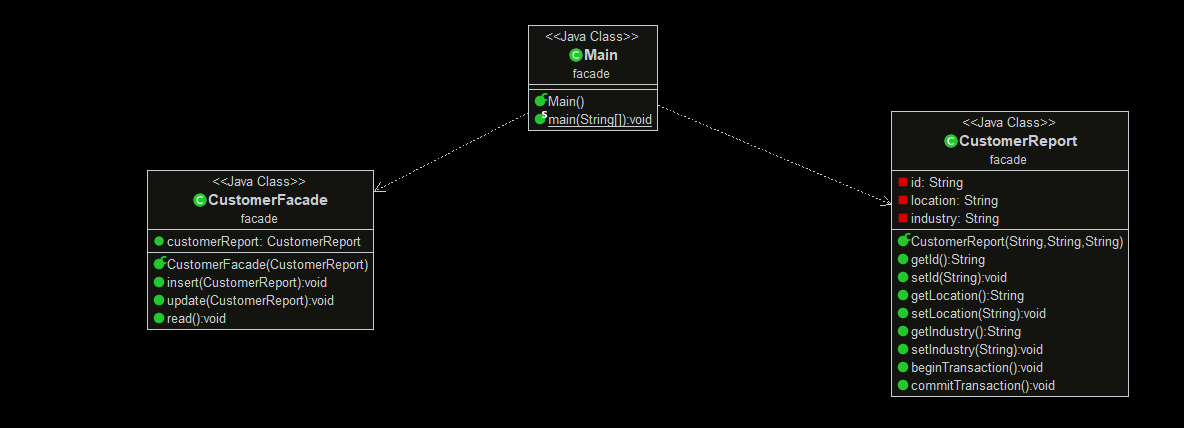 <<Java Class>>
Main
facade
Main()
main(String[]):void
<<Java Class>>
CustomerFacade
facade
customerReport: CustomerReport
CustomerFacade(CustomerReport)
insert(CustomerReport):void
update(CustomerReport):void
read():void
<<Java Class>>
CustomerReport
facade
id: String
location: String
industry: String
CustomerReport(String,String,String)
getId():String
setId(String):void
getLocation():String
setLocation(String):void
getIndustry():String
setIndustry(String):void
beginTransaction():void
commitTransaction():void